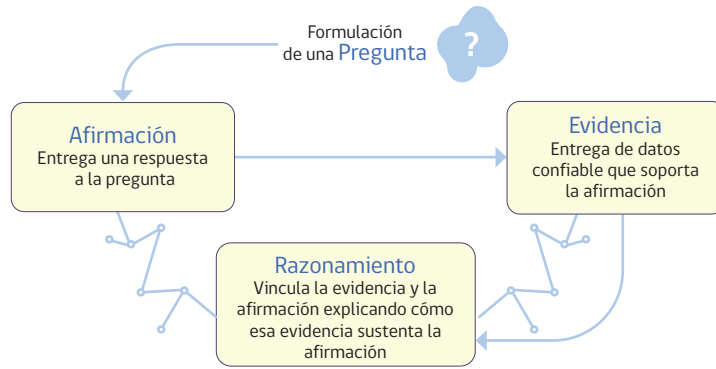 Formulación
de una Pregunta
?
Afirmación
Entrega una respuesta
a la pregunta
Evidencia
Entrega de datos
confiable que soporta
la afirmación
Razonamiento
Vincula la evidencia y la
afirmación explicando cómo
esa evidencia sustenta la
afirmación